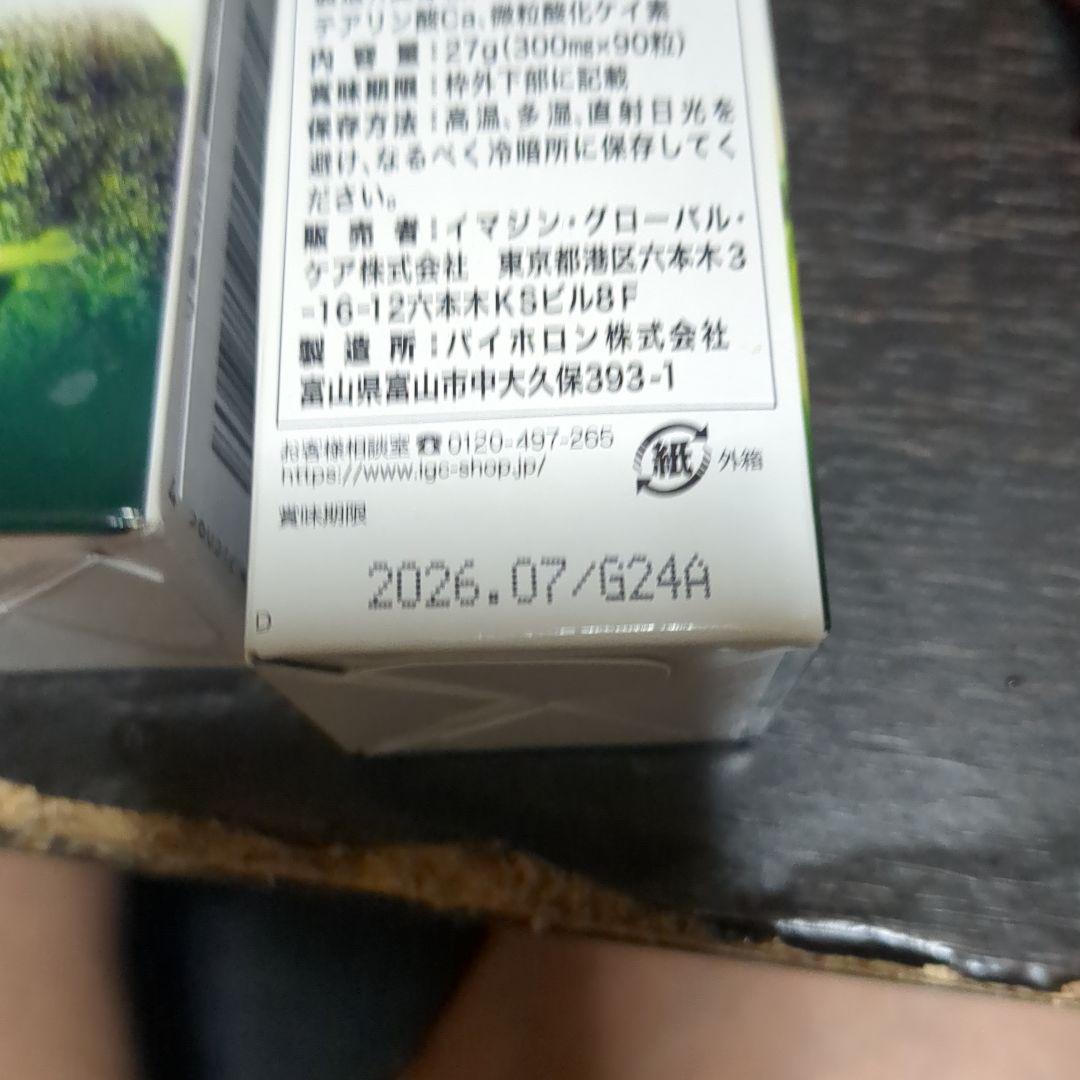 テアリン酸Ca、微粒酸化ケイ素
内容量:27g(300mg×90粒)
賞味期限:枠外下部に記載
保存方法:高温、多湿、直射日光を
避け、なるべく冷暗所に保存してく
ださい。
販売者:イマジン・グローバル・
ケア株式会社 東京都港区六本木3
-16-12六本木KSビル8F
製造所:バイホロン株式会社
富山県富山市中大久保393-1
お客様相談室☎0120-497-265
https://www.igc-shop.jp/
紙 外箱
賞味期限
2026.07/G24A
D